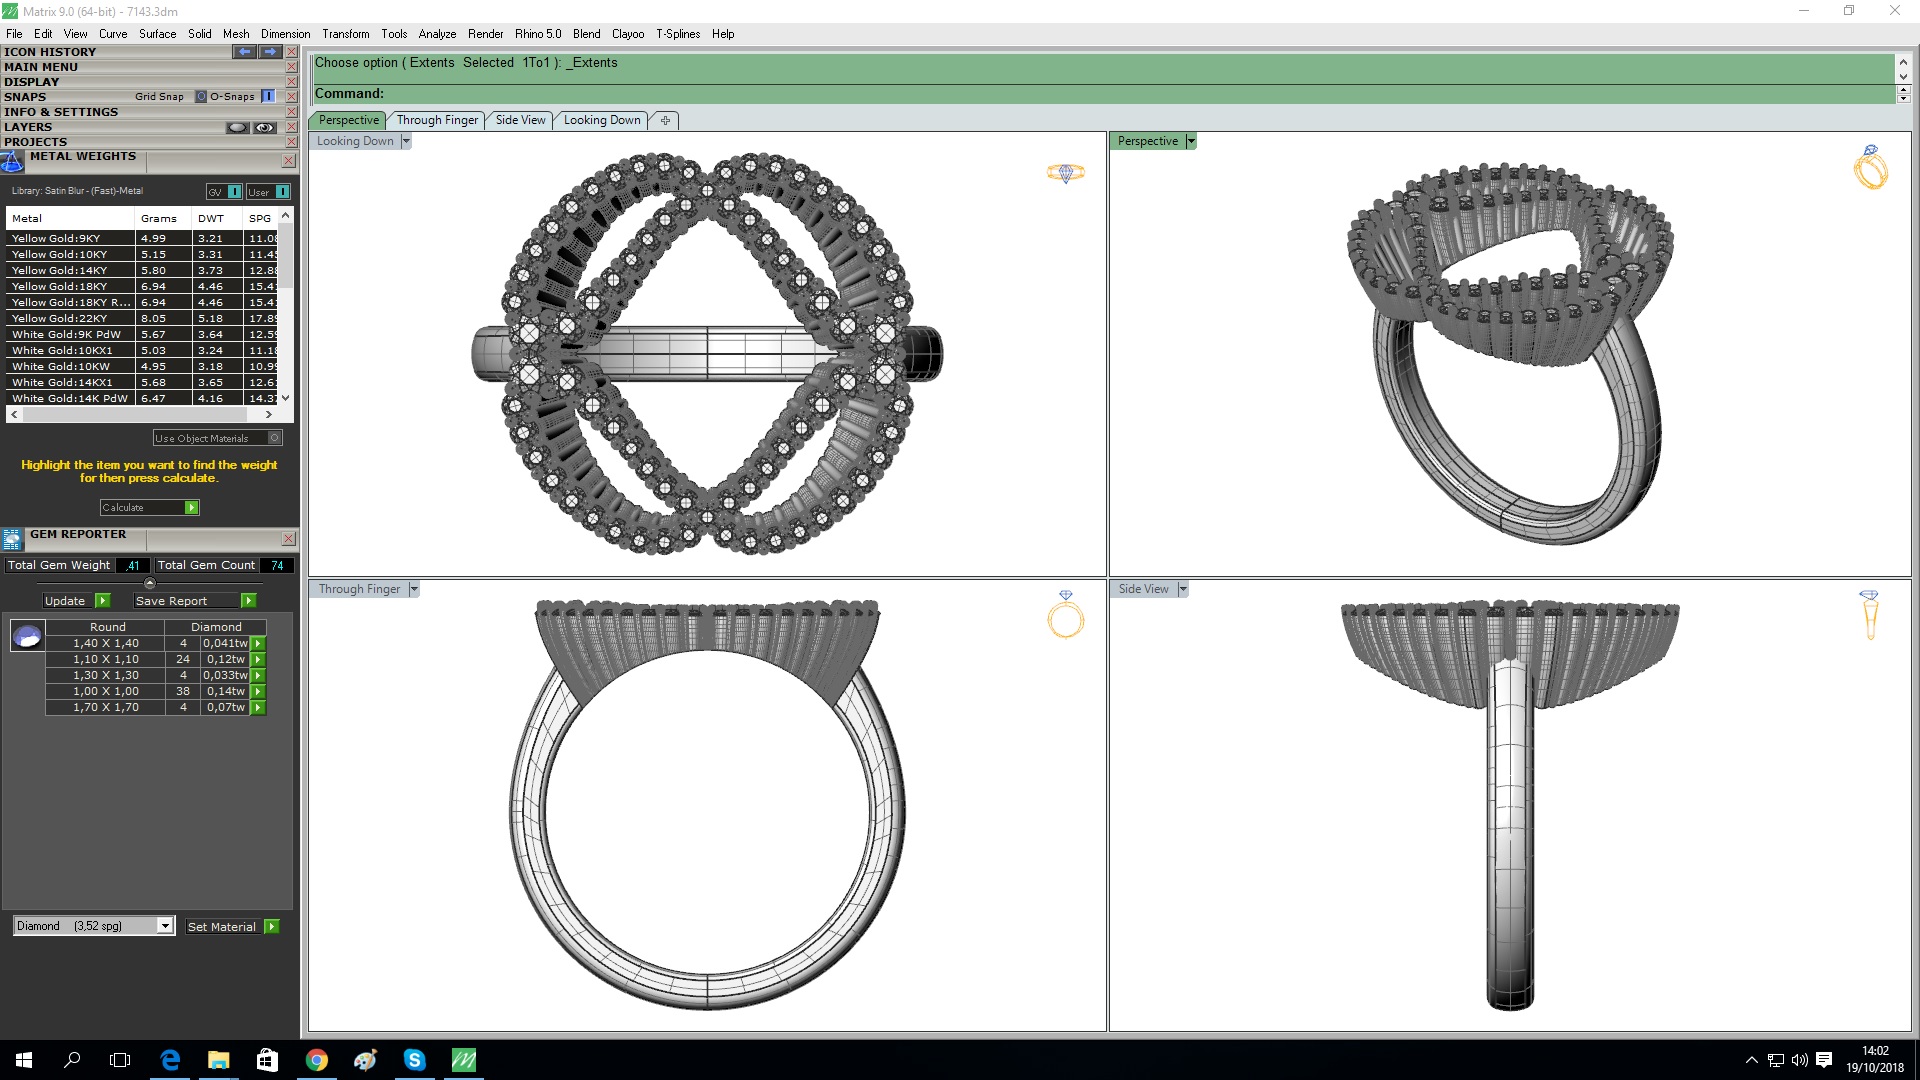 Matrix 9.0 (64-bit) - 7143.3dm
File Edit View Curve Surface Solid Mesh Dimension Transform Tools Analyze Render Rhino 5.0 Blend Clayoo T-Splines Help
ICON HISTORY
MAIN MENU
DISPLAY
SNAPS Grid Snap O-Snaps
INFO & SETTINGS
LAYERS
PROJECTS
METAL WEIGHTS
Library: Satin Blur - (Fast)-Metal GV User
Metal Grams DWT SPG
Yellow Gold:9KY 4.99 3.21 11.08
Yellow Gold:10KY 5.15 3.31 11.4
Yellow Gold:14KY 5.80 3.73 12.88
Yellow Gold:18KY 6.94 4.46 15.4
Yellow Gold:18KY R... 6.94 4.46 15.4
Yellow Gold:22KY 8.05 5.18 17.8
White Gold:9K PdW 5.67 3.64 12.5
White Gold:10KX1 5.03 3.24 11.1
White Gold:10KW 4.95 3.18 10.9
White Gold:14KX1 5.68 3.65 12.6
White Gold:14K PdW 6.47 4.16 14.3
Use Object Materials
Highlight the item you want to find the weight
for then press calculate.
Calculate
GEM REPORTER
Total Gem Weight ,41 Total Gem Count 74
Update Save Report
Round Diamond
1,40 X 1,40 4 0,041tw
1,10 X 1,10 24 0,12tw
1,30 X 1,30 4 0,033tw
1,00 X 1,00 38 0,14tw
1,70 X 1,70 4 0,07tw
Diamond (3,52 spg) Set Material
Choose option ( Extents Selected 1To1 ): _Extents
Command:
Perspective Through Finger Side View Looking Down
Looking Down
Perspective
Through Finger
Side View
14:02
19/10/2018